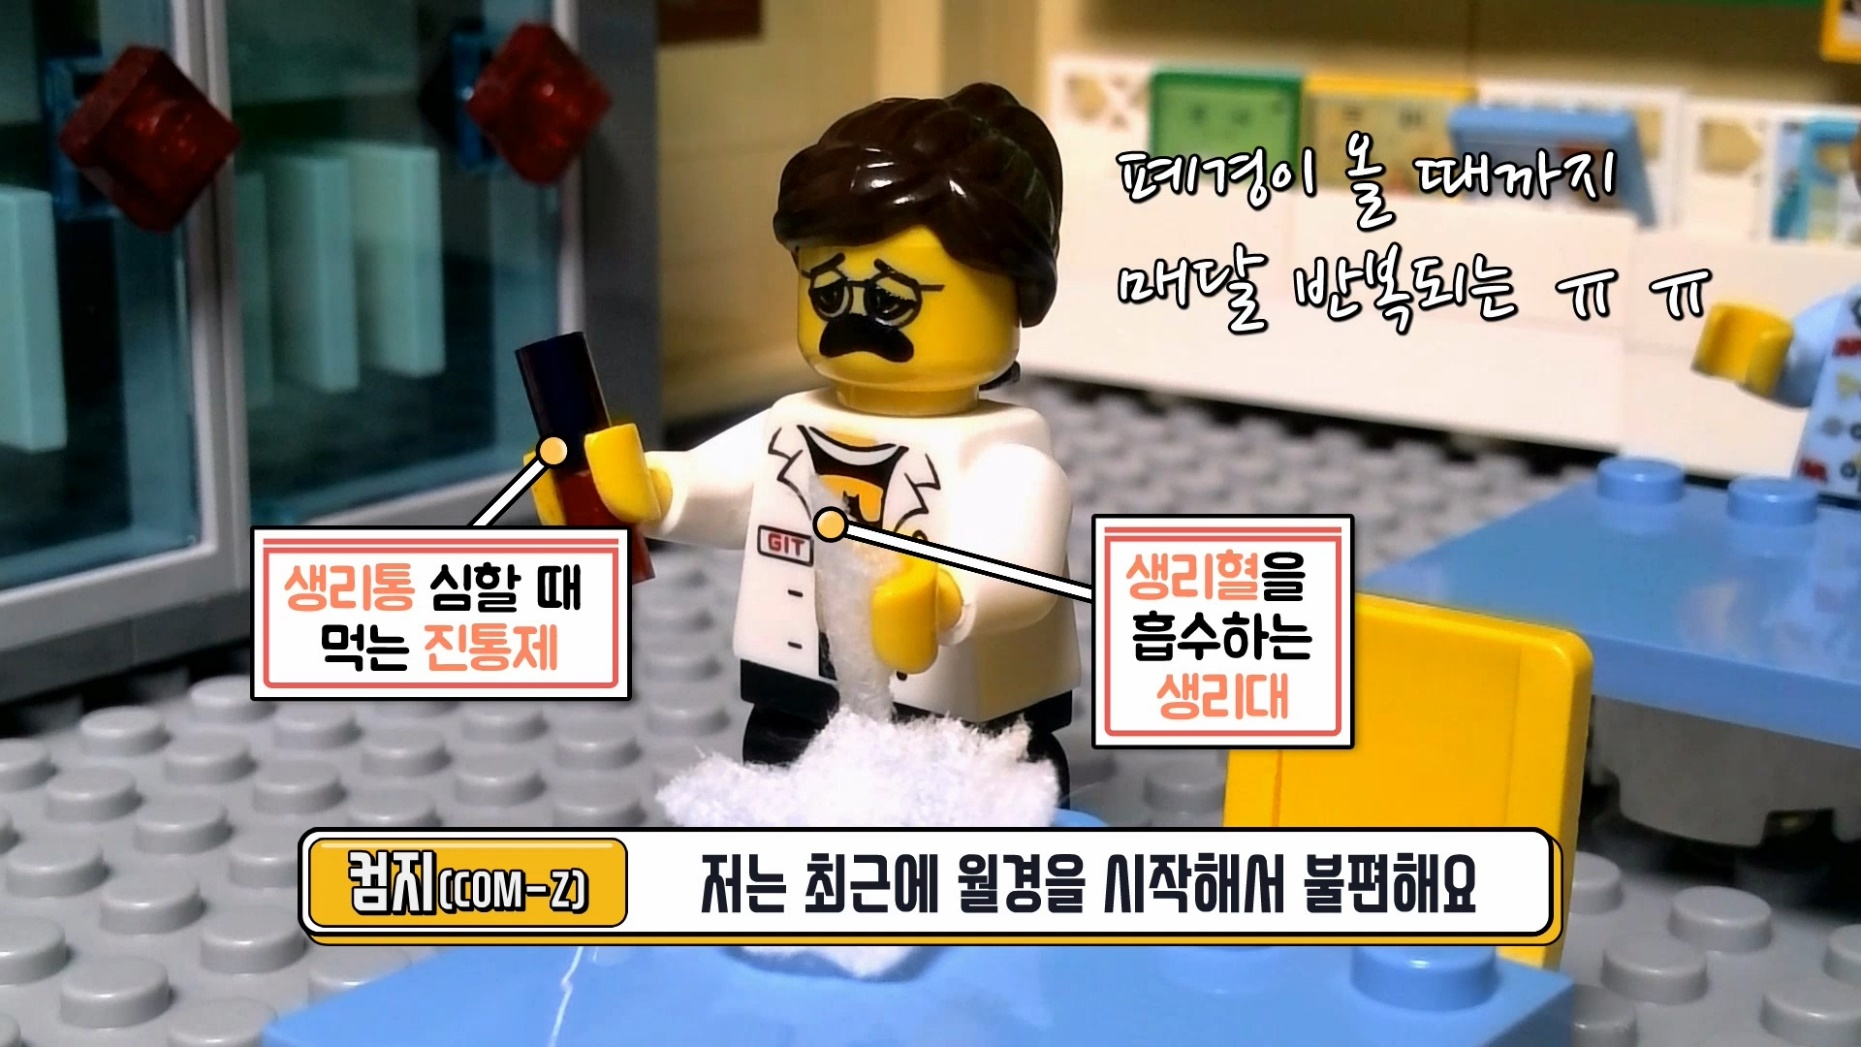 폐경이 올 때까지
매달 반복되는 ㅠㅠ
GIT
생리통 심할 때
먹는 진통제
생리혈을
흡수하는
생리대
컴지(COM-Z) 저는 최근에 월경을 시작해서 불편해요